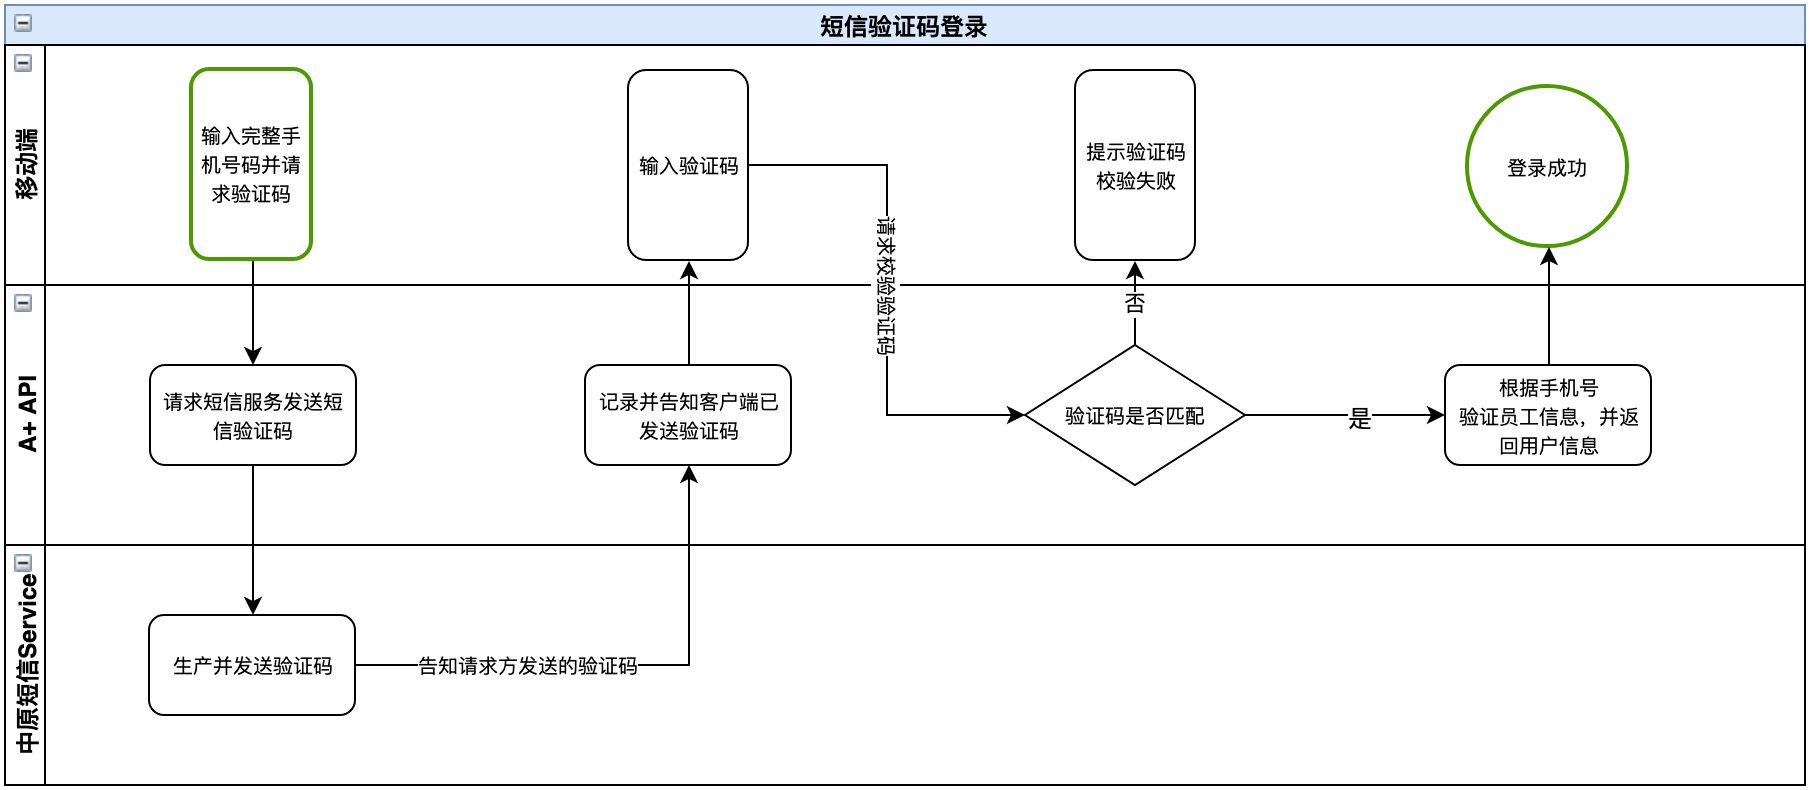 短信验证码登录
移动端
输入完整手
机号码并请
求验证码
输入验证码
提示验证码
校验失败
登录成功
请求校验验证码
否
A+ API
请求短信服务发送短
信验证码
记录并告知客户端已
发送验证码
验证码是否匹配
是
根据手机号
验证员工信息，并返
回用户信息
中原短信Service
生产并发送验证码
告知请求方发送的验证码